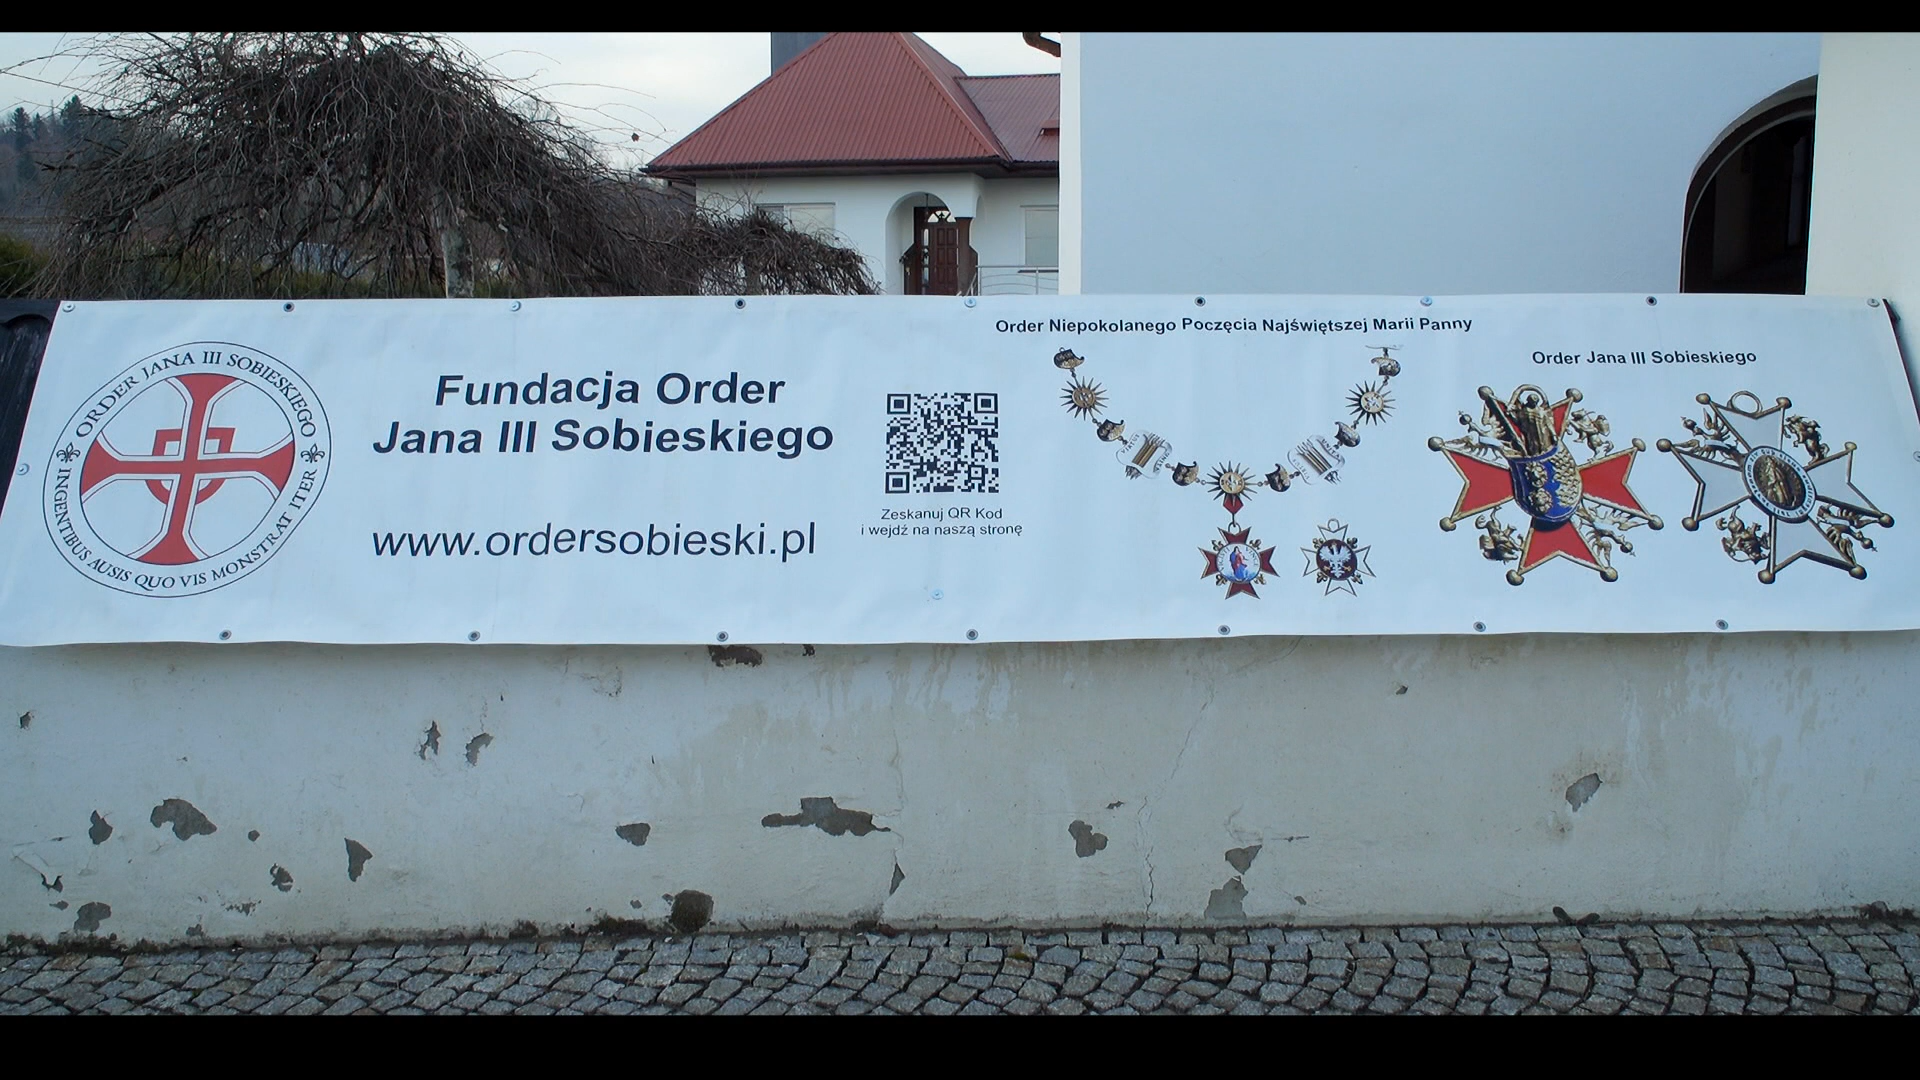 ORDER JANA III SOBIESKIEGO
INGENTIBUS AUSIS QUO VIS MONSTRAT ITER
Fundacja Order
Jana III Sobieskiego
www.ordersobieski.pl
Zeskanuj QR Kod
i wejdź na naszą stronę
Order Niepokolanego Poczęcia Najświętszej Marii Panny
Order Jana III Sobieskiego